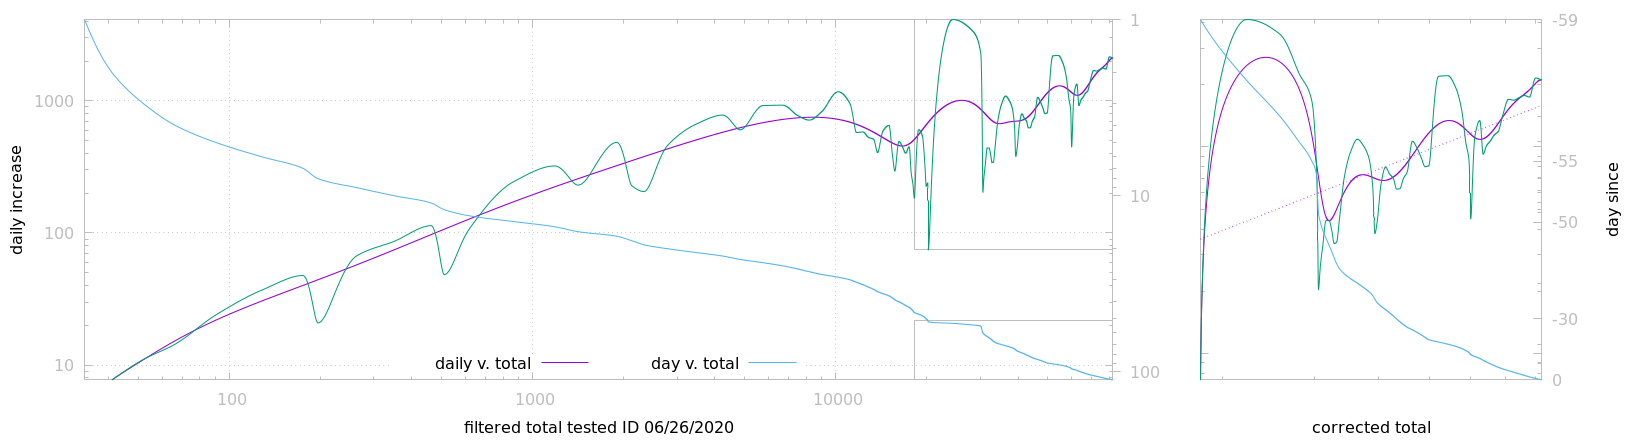 1
-59
1000
-55
daily increase
10
day since
-50
100
-30
daily v. total
day v. total
10
100
0
100
1000
10000
filtered total tested ID 06/26/2020
corrected total